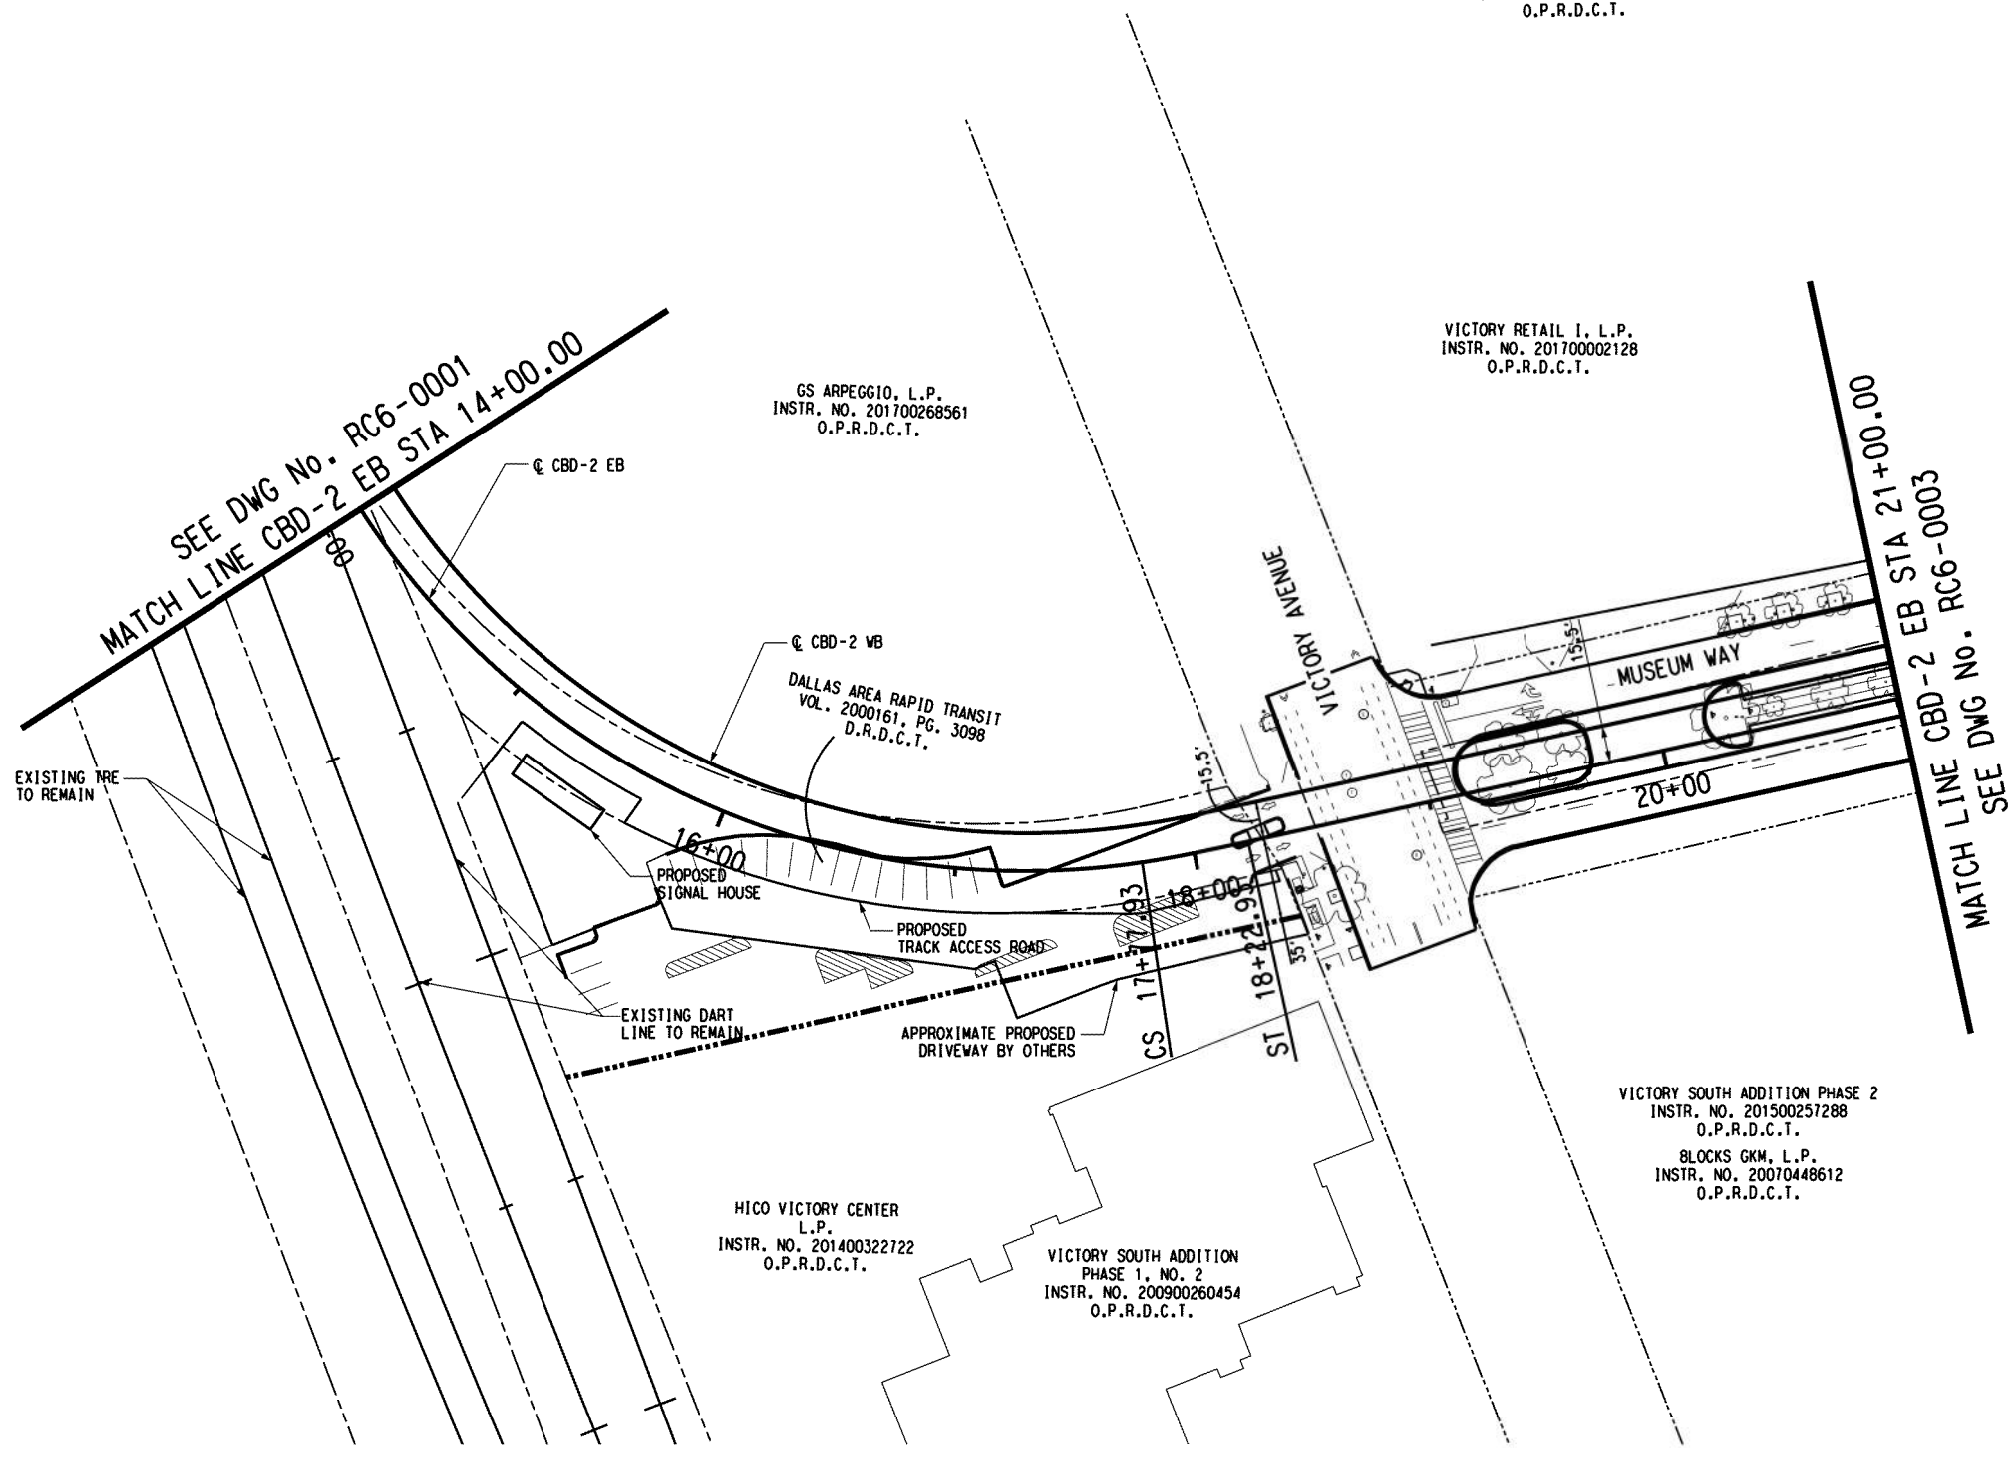 O.P.R.D.C.T.
VICTORY RETAIL I, L.P.
INSTR. NO. 201700002128
O.P.R.D.C.T.
GS ARPEGGIO, L.P.
INSTR. NO. 201700268561
O.P.R.D.C.T.
SEE DWG No. RC6-0001
MATCH LINE CBD-2 EB STA 14+00.00
℄ CBD-2 EB
℄ CBD-2 WB
DALLAS AREA RAPID TRANSIT
VOL. 2000161, PG. 3098
D.R.D.C.T.
VICTORY AVENUE
MUSEUM WAY
15.5'
15.5'
MATCH LINE CBD-2 EB STA 21+00.00
SEE DWG No. RC6-0003
EXISTING TRE
TO REMAIN
16+00
PROPOSED
SIGNAL HOUSE
PROPOSED
TRACK ACCESS ROAD
18+00
20+00
CS 17+77.93
ST 18+22.93
35'
EXISTING DART
LINE TO REMAIN
APPROXIMATE PROPOSED
DRIVEWAY BY OTHERS
VICTORY SOUTH ADDITION PHASE 2
INSTR. NO. 201500257288
O.P.R.D.C.T.
BLOCKS GKM, L.P.
INSTR. NO. 20070448612
O.P.R.D.C.T.
HICO VICTORY CENTER
L.P.
INSTR. NO. 201400322722
O.P.R.D.C.T.
VICTORY SOUTH ADDITION
PHASE 1, NO. 2
INSTR. NO. 200900260454
O.P.R.D.C.T.